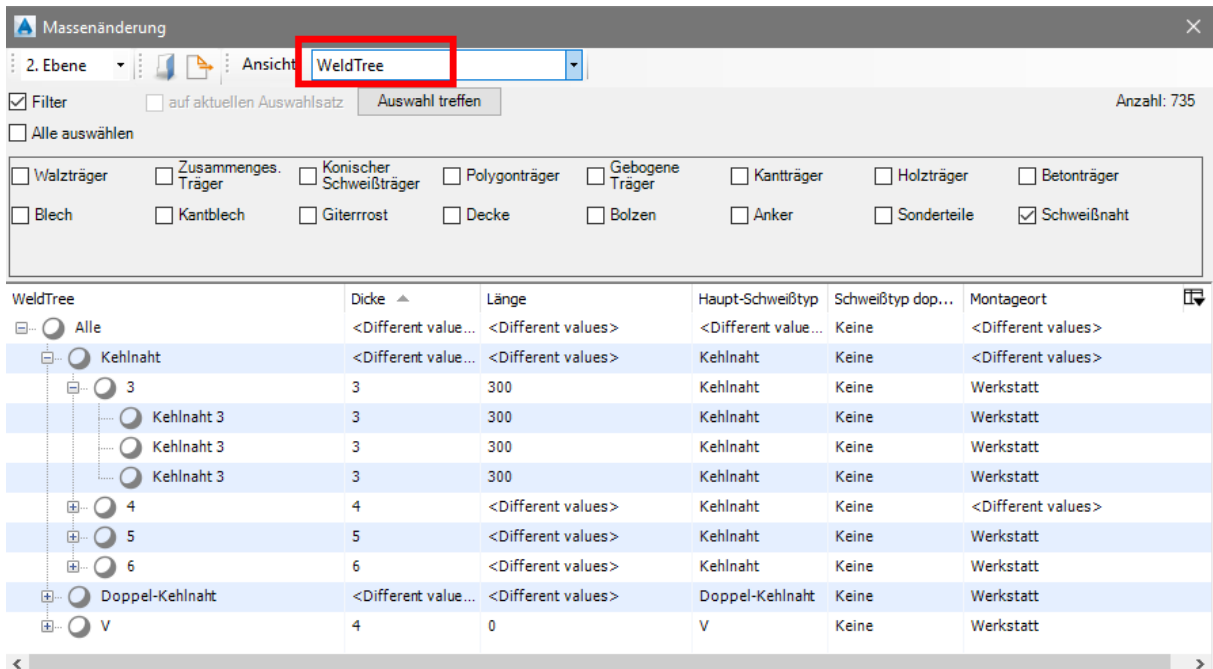 Massenänderung
2. Ebene Ansicht WeldTree
Filter auf aktuellen Auswahlsatz Auswahl treffen Anzahl: 735
Alle auswählen
Walzträger Zusammenges. Träger Konischer Schweißträger Polygonträger Gebogene Träger Kantträger Holzträger Betonträger
Blech Kantblech Giterrrost Decke Bolzen Anker Sonderteile Schweißnaht
WeldTree Dicke Länge Haupt-Schweißtyp Schweißtyp dop... Montageort
Alle <Different value... <Different values> <Different value... Keine <Different values>
Kehlnaht <Different value... <Different values> Kehlnaht Keine <Different values>
3 3 300 Kehlnaht Keine Werkstatt
Kehlnaht 3 3 300 Kehlnaht Keine Werkstatt
Kehlnaht 3 3 300 Kehlnaht Keine Werkstatt
Kehlnaht 3 3 300 Kehlnaht Keine Werkstatt
4 4 <Different values> Kehlnaht Keine <Different values>
5 5 <Different values> Kehlnaht Keine Werkstatt
6 6 <Different values> Kehlnaht Keine Werkstatt
Doppel-Kehlnaht <Different value... <Different values> Doppel-Kehlnaht Keine Werkstatt
V 4 0 V Keine Werkstatt